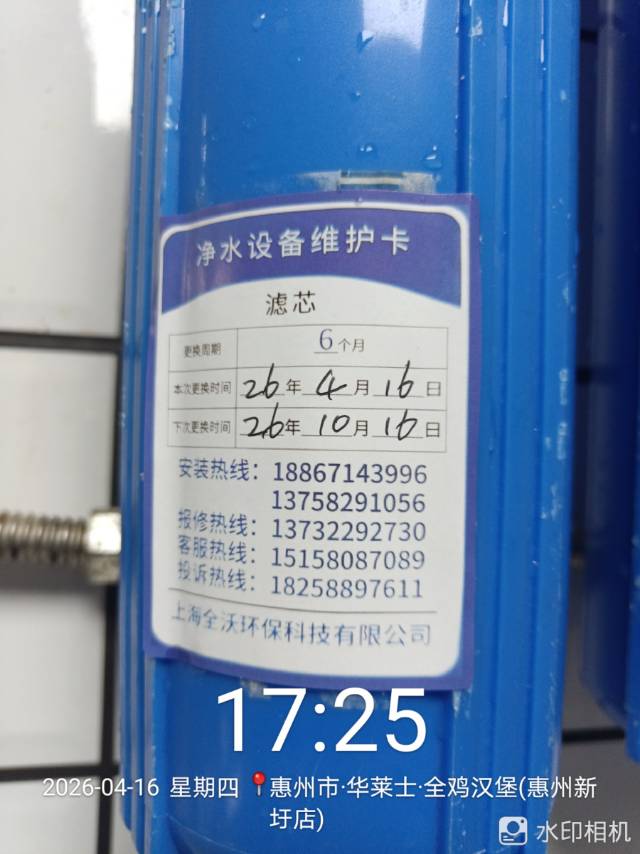 净水设备维护卡
滤芯
更换周期 6个月
本次更换时间 26年4月16日
下次更换时间 26年10月16日
安装热线：18867143996
13758291056
报修热线：13732292730
客服热线：15158087089
投诉热线：18258897611
上海全沃环保科技有限公司
17:25
2026-04-16 星期四 📍惠州市·华莱士·全鸡汉堡(惠州新
圩店)
水印相机